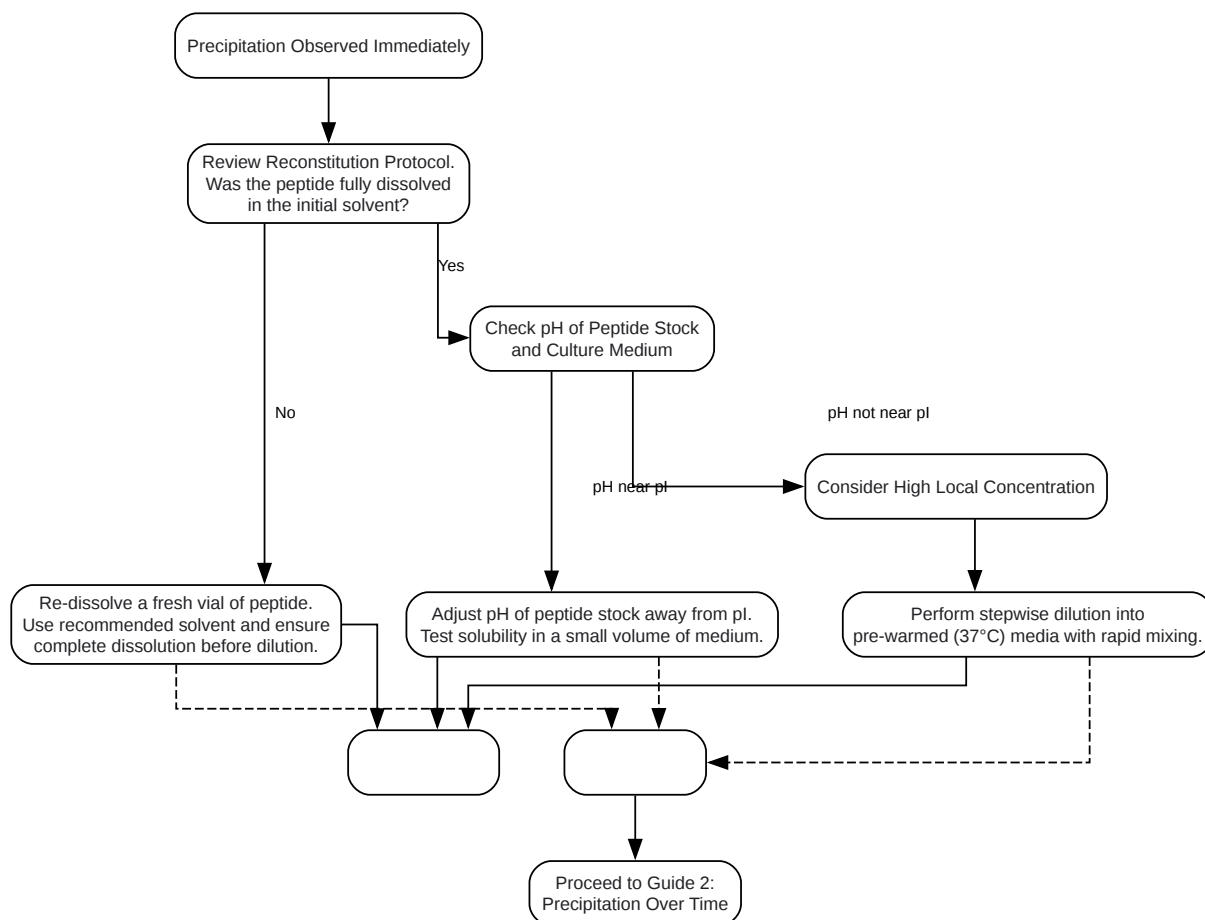 Precipitation Observed Immediately
Review Reconstitution Protocol.
Was the peptide fully dissolved
in the initial solvent?
Yes
Check pH of Peptide Stock
and Culture Medium
No
pH not near pI
pH near pI
Consider High Local Concentration
Re-dissolve a fresh vial of peptide.
Use recommended solvent and ensure
complete dissolution before dilution.
Adjust pH of peptide stock away from pI.
Test solubility in a small volume of medium.
Perform stepwise dilution into
pre-warmed (37°C) media with rapid mixing.
Proceed to Guide 2:
Precipitation Over Time